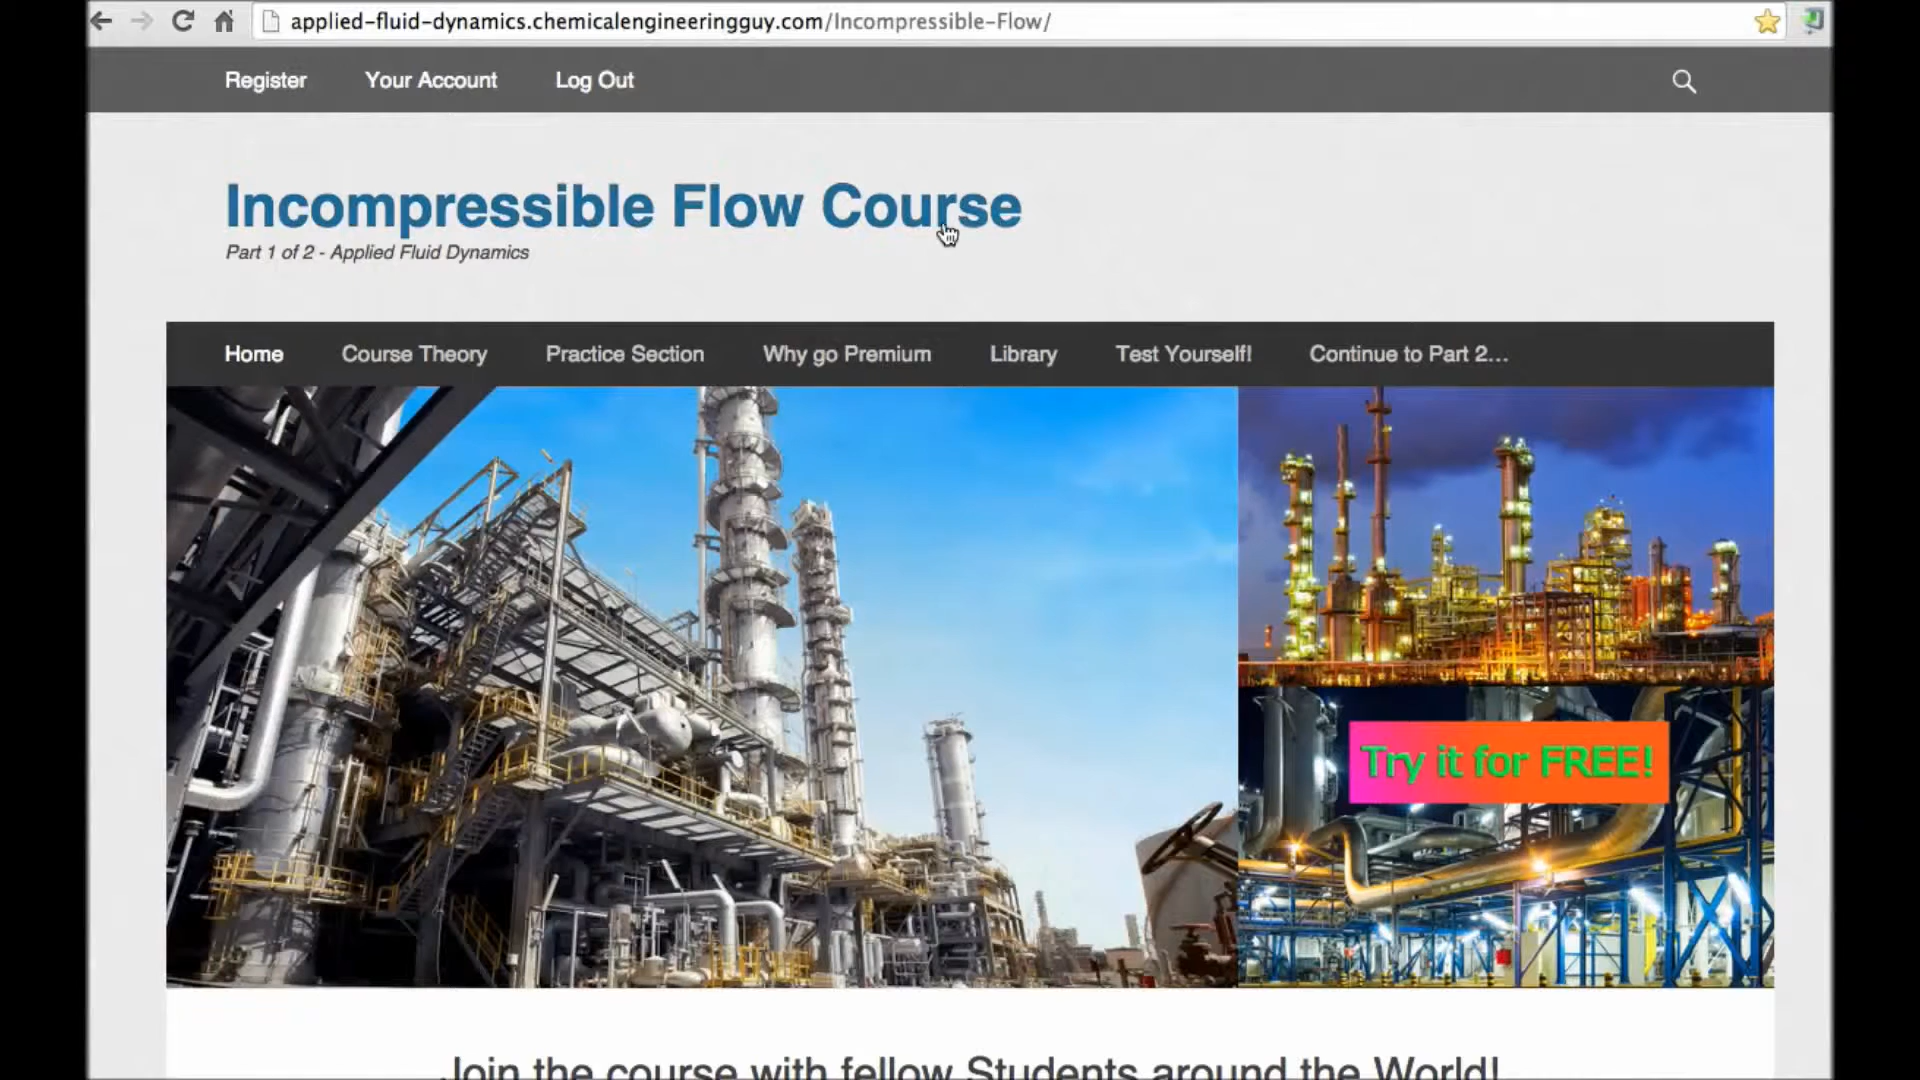 applied-fluid-dynamics.chemicalengineeringguy.com/Incompressible-Flow/
Register Your Account Log Out
Incompressible Flow Course
Part 1 of 2 - Applied Fluid Dynamics
Home Course Theory Practice Section Why go Premium Library Test Yourself! Continue to Part 2...
Try it for FREE!
Join the course with fellow Students around the World!